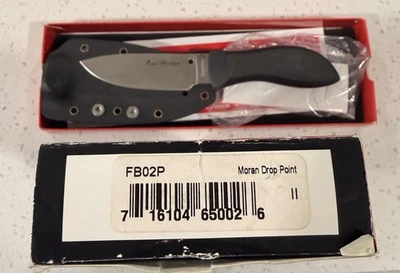 FB02P
Moran Drop Point
7 16104 65002 6
II